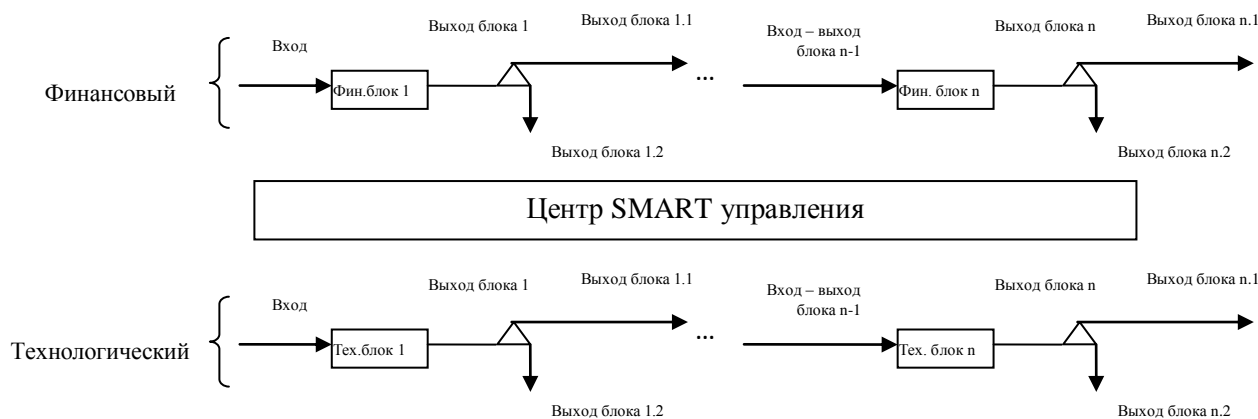 Выход блока 1
Выход блока 1.1
Вход – выход
блока n-1
Выход блока n
Выход блока n.1
Вход
Финансовый
Фин.блок 1
...
Фин. блок n
Выход блока 1.2
Выход блока n.2
Центр SMART управления
Выход блока 1
Выход блока 1.1
Вход – выход
блока n-1
Выход блока n
Выход блока n.1
Вход
Технологический
Тех.блок 1
...
Тех. блок n
Выход блока 1.2
Выход блока n.2